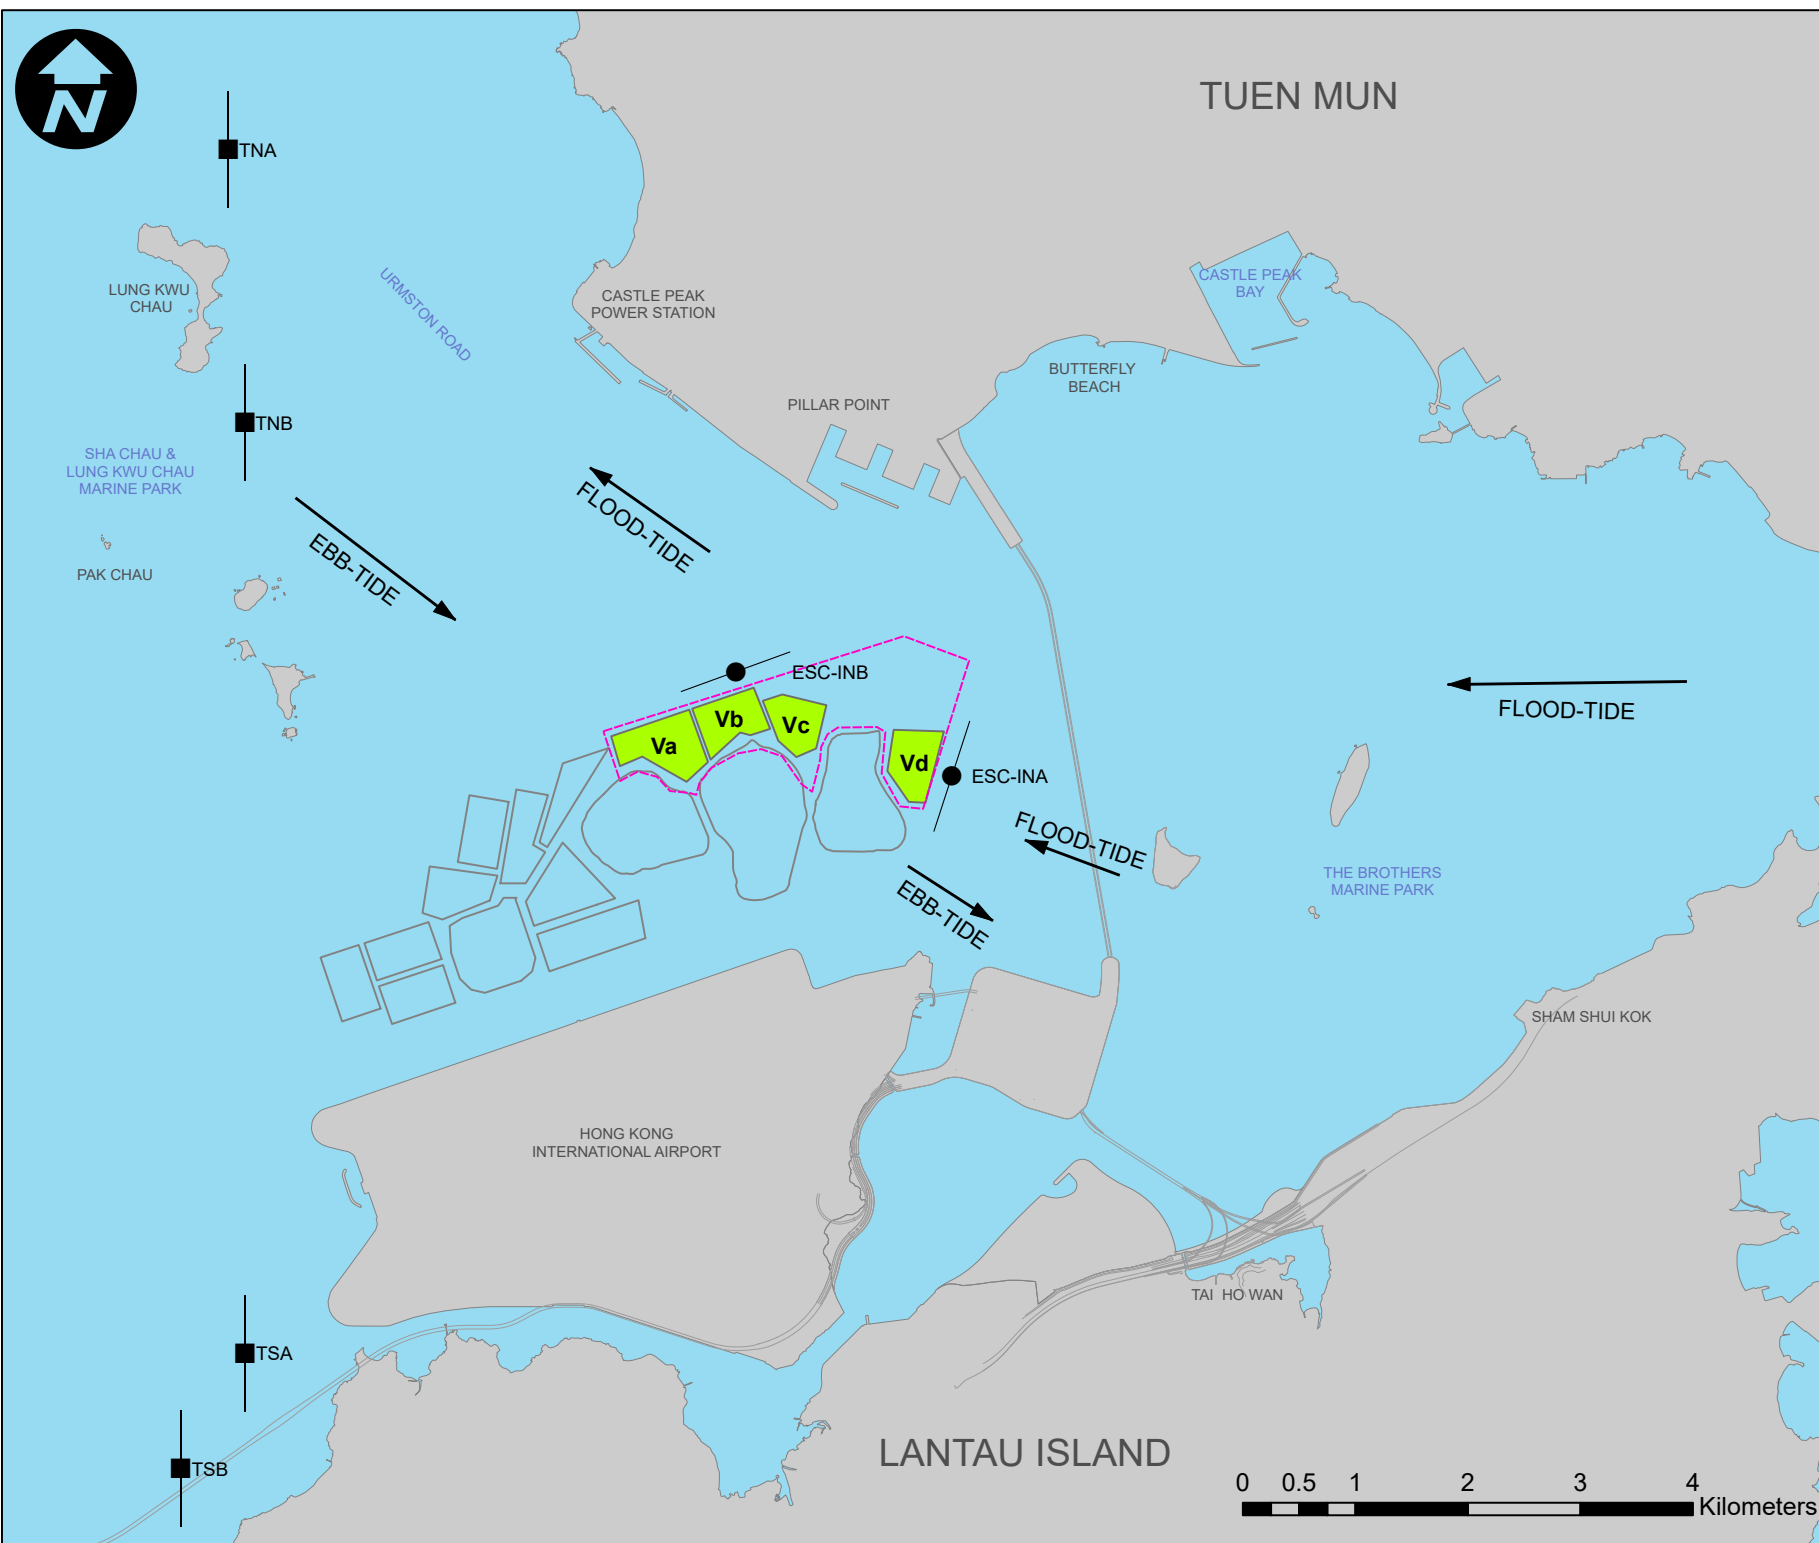 N
TUEN MUN
TNA
LUNG KWU
CHAU
URMSTON ROAD
CASTLE PEAK
POWER STATION
CASTLE PEAK
BAY
BUTTERFLY
BEACH
PILLAR POINT
TNB
SHA CHAU &
LUNG KWU CHAU
MARINE PARK
FLOOD-TIDE
EBB-TIDE
PAK CHAU
ESC-INB
FLOOD-TIDE
Va
Vb
Vc
Vd
ESC-INA
FLOOD-TIDE
EBB-TIDE
THE BROTHERS
MARINE PARK
SHAM SHUI KOK
HONG KONG
INTERNATIONAL AIRPORT
TAI HO WAN
TSA
TSB
LANTAU ISLAND
0 0.5 1 2 3 4
Kilometers